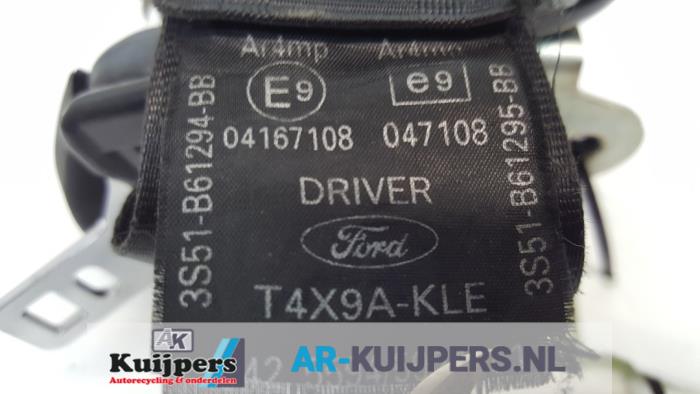 Ar4mp Ar4mp
E9 e9
04167108 047108
3S51-B61294-BB
3S51-B61295-BB
DRIVER
Ford
T4X9A-KLE
AK
Kuijpers
Autorecycling & onderdelen
AR-KUIJPERS.NL